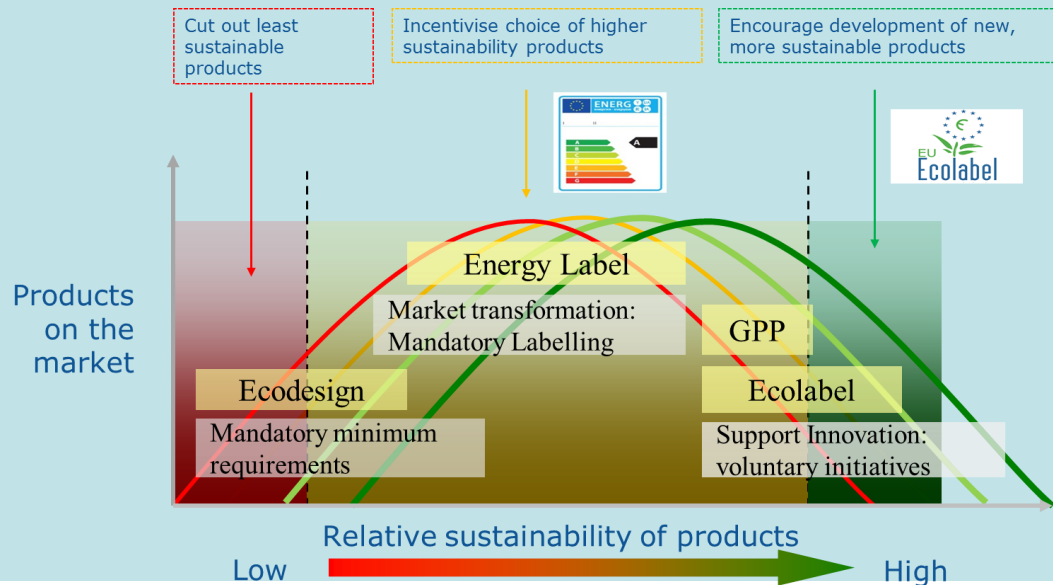 Cut out least
sustainable
products
Incentivise choice of higher
sustainability products
Encourage development of new,
more sustainable products
ENERG
A
B
C
D
E
F
G
A
EU
Ecolabel
Products
on the
market
Energy Label
Market transformation:
Mandatory Labelling
GPP
Ecodesign
Ecolabel
Mandatory minimum
requirements
Support Innovation:
voluntary initiatives
Relative sustainability of products
Low
High